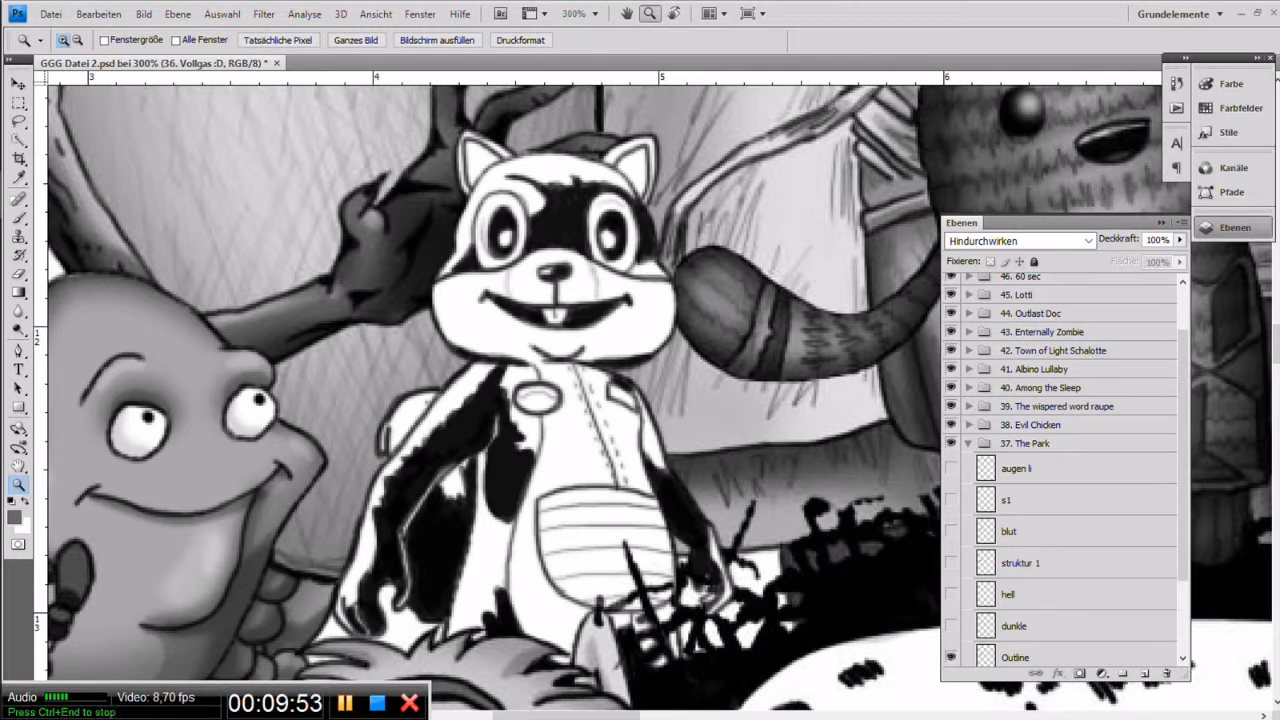 Ps Datei Bearbeiten Bild Ebene Auswahl Filter Analyse 3D Ansicht Fenster Hilfe Br 300% Grundelemente
Fenstergröße Alle Fenster Tatsächliche Pixel Ganzes Bild Bildschirm ausfüllen Druckformat
GGG Datei 2.psd bei 300% (36. Vollgas :D, RGB/8) *
3 4 5 6
Farbe
Farbfelder
Stile
Kanäle
Pfade
Ebenen
Ebenen
Hindurchwirken Deckkraft: 100%
Fixieren: Fläche: 100%
46. 60 sec
45. Lotti
44. Outlast Doc
43. Enternally Zombie
42. Town of Light Schalotte
41. Albino Lullaby
40. Among the Sleep
39. The wispered word raupe
38. Evil Chicken
37. The Park
augen li
s1
blut
struktur 1
hell
dunkle
Outline
1
2
1
3
Audio Video: 8,70 fps
Press Ctrl+End to stop
00:09:53